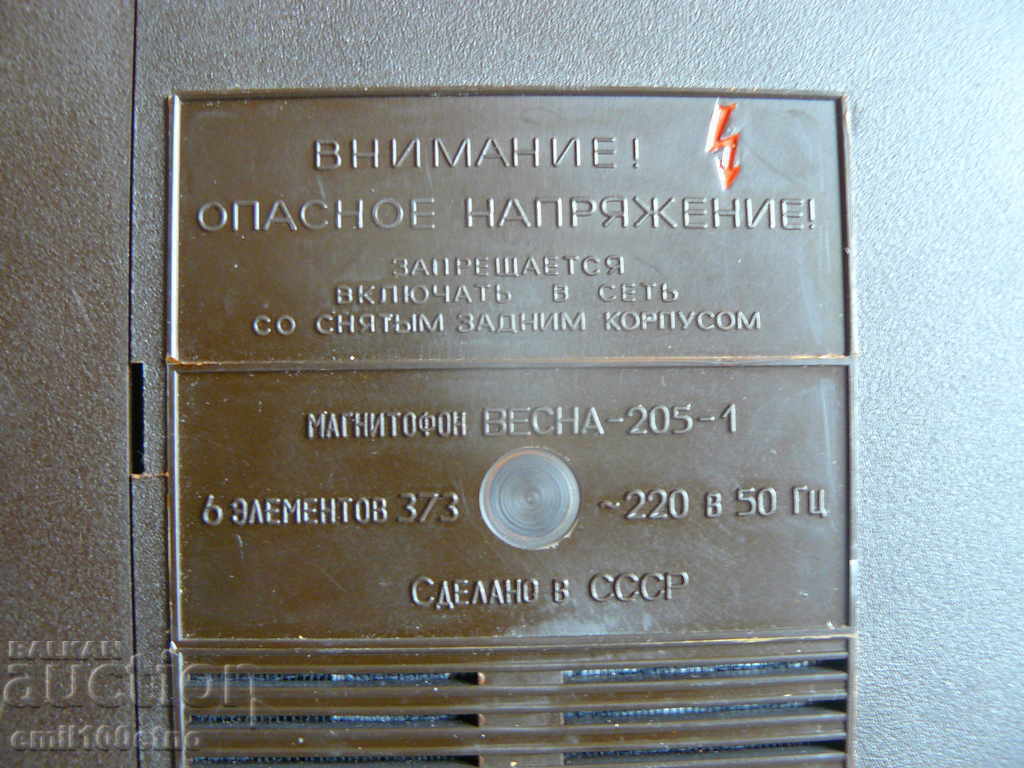 ВНИМАНИЕ!
ОПАСНОЕ НАПРЯЖЕНИЕ!
ЗАПРЕЩАЕТСЯ
ВКЛЮЧАТЬ В СЕТЬ
СО СНЯТЫМ ЗАДНИМ КОРПУСОМ
МАГНИТОФОН ВЕСНА-205-1
6 ЭЛЕМЕНТОВ 373 ~220 В 50 ГЦ
СДЕЛАНО В СССР
BALKAN
auction
emil100etno